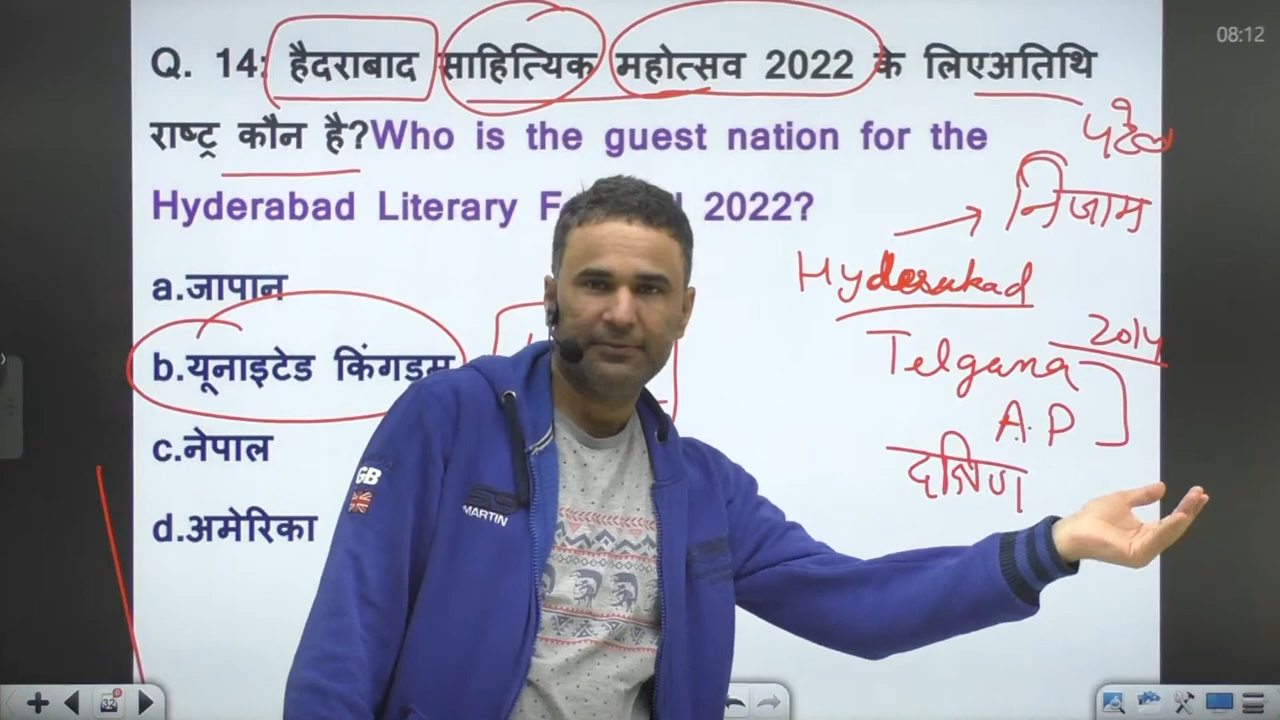 08:12
Q. 14: हैदराबाद साहित्यिक महोत्सव 2022 के लिएअतिथि
राष्ट्र कौन है?Who is the guest nation for the
Hyderabad Literary F 2022?
पटेल
निजाम
a.जापान
b.यूनाइटेड किंगडम
c.नेपाल
d.अमेरिका
2014
Telgana
A.P
दक्षिण
GB
MARTIN
32